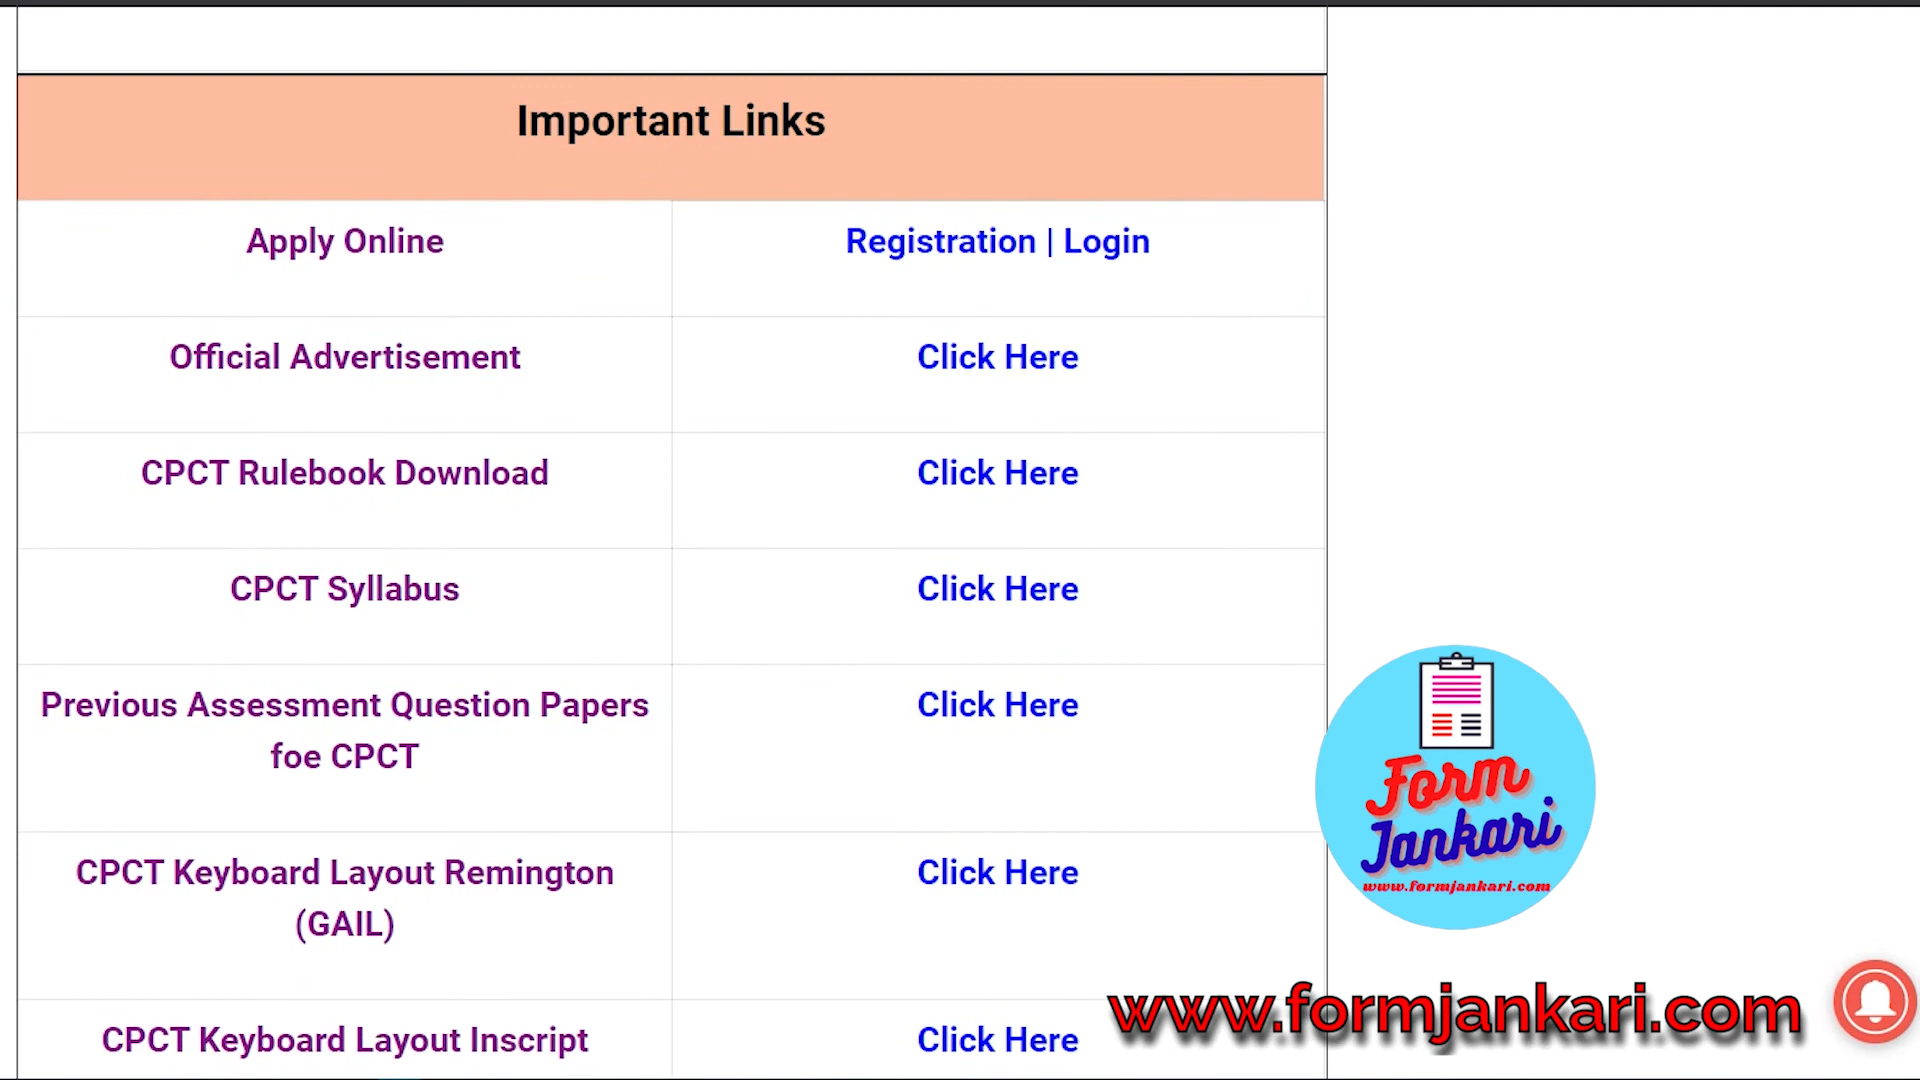 Important Links
Apply Online
Registration | Login
Official Advertisement
Click Here
CPCT Rulebook Download
Click Here
CPCT Syllabus
Click Here
Previous Assessment Question Papers
foe CPCT
Click Here
CPCT Keyboard Layout Remington
(GAIL)
Click Here
CPCT Keyboard Layout Inscript
Click Here
Form
Jankari
www.formjankari.com
www.formjankari.com